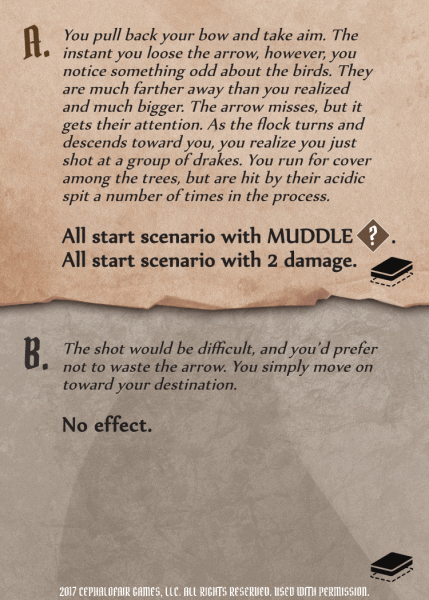 A. You pull back your bow and take aim. The
instant you loose the arrow, however, you
notice something odd about the birds. They
are much farther away than you realized
and much bigger. The arrow misses, but it
gets their attention. As the flock turns and
descends toward you, you realize you just
shot at a group of drakes. You run for cover
among the trees, but are hit by their acidic
spit a number of times in the process.
All start scenario with MUDDLE ? .
All start scenario with 2 damage.
B. The shot would be difficult, and you'd prefer
not to waste the arrow. You simply move on
toward your destination.
No effect.
2017 CEPHALOFAIR GAMES, LLC. ALL RIGHTS RESERVED. USED WITH PERMISSION.